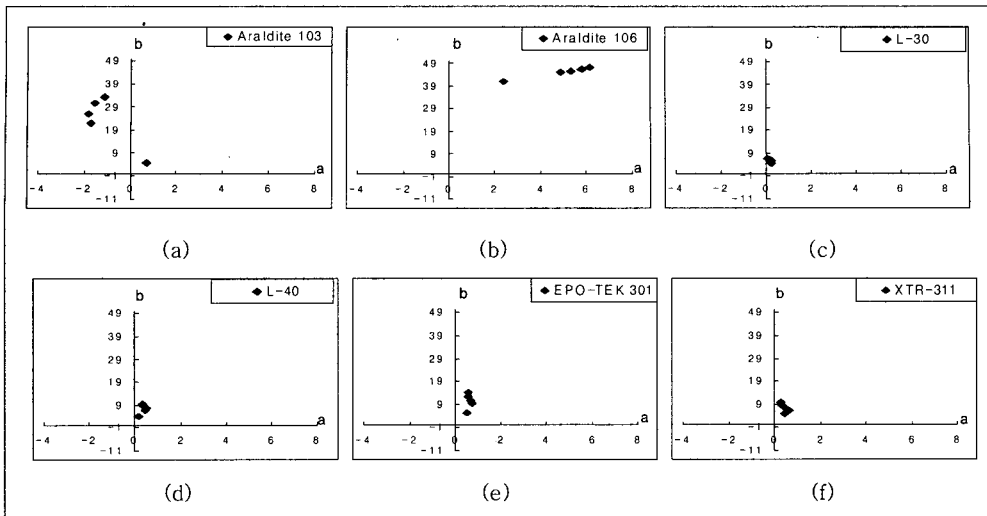 b
◆ Araldite 103
49
39
29
19
9
-1
-11
-4 -2 0 2 4 6 8
a
(a)
b
◆ Araldite 106
49
39
29
19
9
-1
-11
-4 -2 0 2 4 6 8
a
(b)
b
◆ L-30
49
39
29
19
9
-1
-11
-4 -2 0 2 4 6 8
a
(c)
b
◆ L-40
49
39
29
19
9
-1
-11
-4 -2 0 2 4 6 8
a
(d)
b
◆ EPO-TEK 301
49
39
29
19
9
-1
-11
-4 -2 0 2 4 6 8
a
(e)
b
◆ XTR-311
49
39
29
19
9
-1
-11
-4 -2 0 2 4 6 8
a
(f)